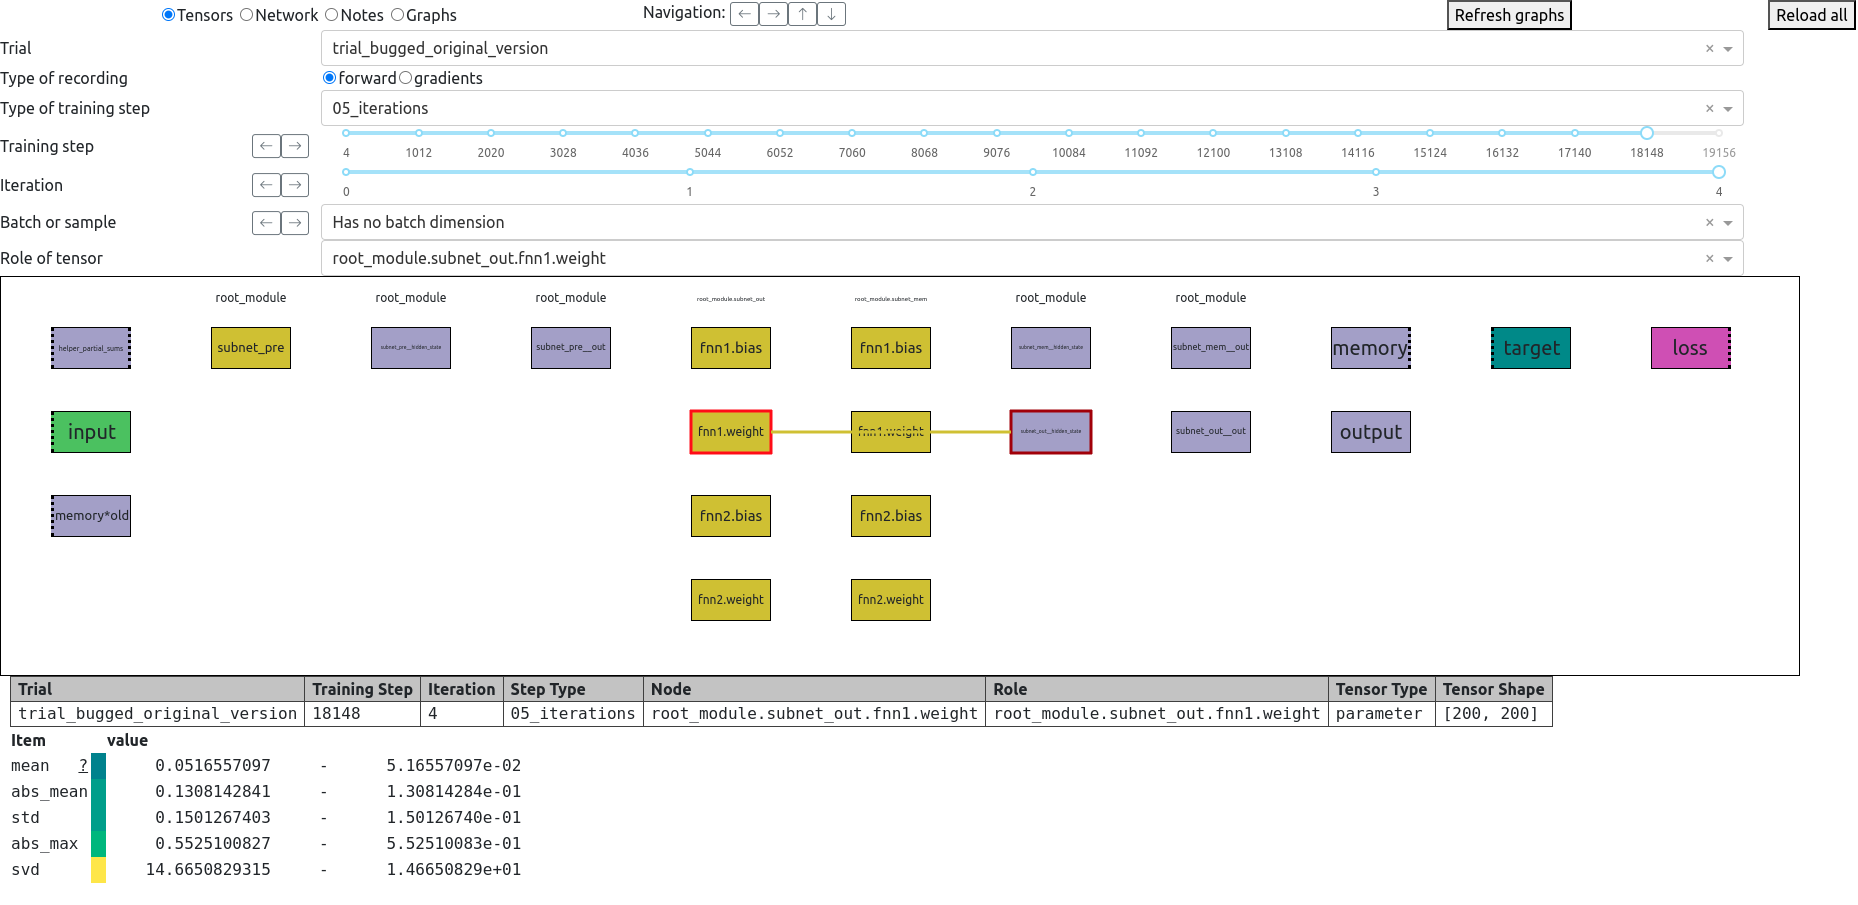 Tensors Network Notes Graphs Navigation: ← → ↑ ↓ Refresh graphs Reload all
Trial trial_bugged_original_version ×
Type of recording forward gradients
Type of training step 05_iterations ×
Training step ← →
4 1012 2020 3028 4036 5044 6052 7060 8068 9076 10084 11092 12100 13108 14116 15124 16132 17140 18148 19156
Iteration ← →
0 1 2 3 4
Batch or sample ← → Has no batch dimension ×
Role of tensor root_module.subnet_out.fnn1.weight ×
root_module root_module root_module root_module.subnet_out root_module.subnet_mem root_module root_module
helper_partial_sums subnet_pre subnet_pre__hidden_state subnet_pre__out fnn1.bias fnn1.bias subnet_mem__hidden_state subnet_mem__out memory target loss
input fnn1.weight fnn1.weight subnet_out__hidden_state subnet_out__out output
memory*old fnn2.bias fnn2.bias
fnn2.weight fnn2.weight
Trial Training Step Iteration Step Type Node Role Tensor Type Tensor Shape
trial_bugged_original_version 18148 4 05_iterations root_module.subnet_out.fnn1.weight root_module.subnet_out.fnn1.weight parameter [200, 200]
Item value
mean ? 0.0516557097 - 5.16557097e-02
abs_mean 0.1308142841 - 1.30814284e-01
std 0.1501267403 - 1.50126740e-01
abs_max 0.5525100827 - 5.52510083e-01
svd 14.6650829315 - 1.46650829e+01